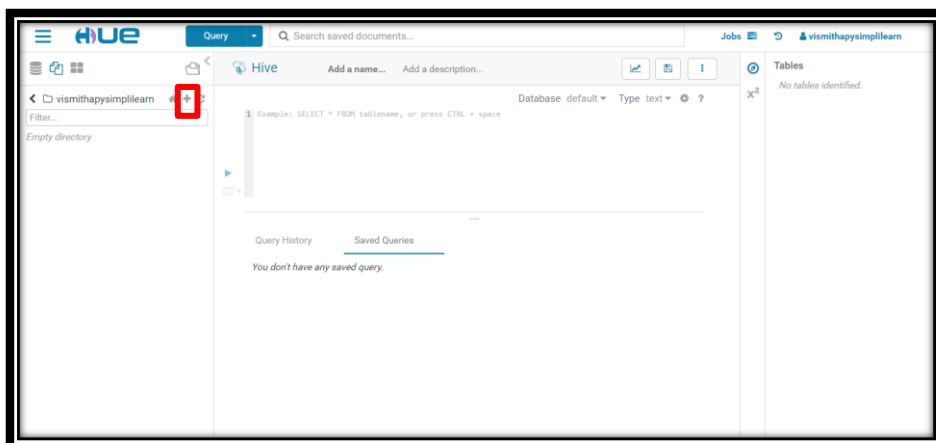 HUE
Query
Search saved documents...
Jobs
vismithapysimplilearn
Hive
Add a name...
Add a description...
Tables
No tables identified.
x²
vismithapysimplilearn
Filter...
Empty directory
Database default
Type text
?
1 Example: SELECT * FROM tablename, or press CTRL + space
Query History
Saved Queries
You don't have any saved query.